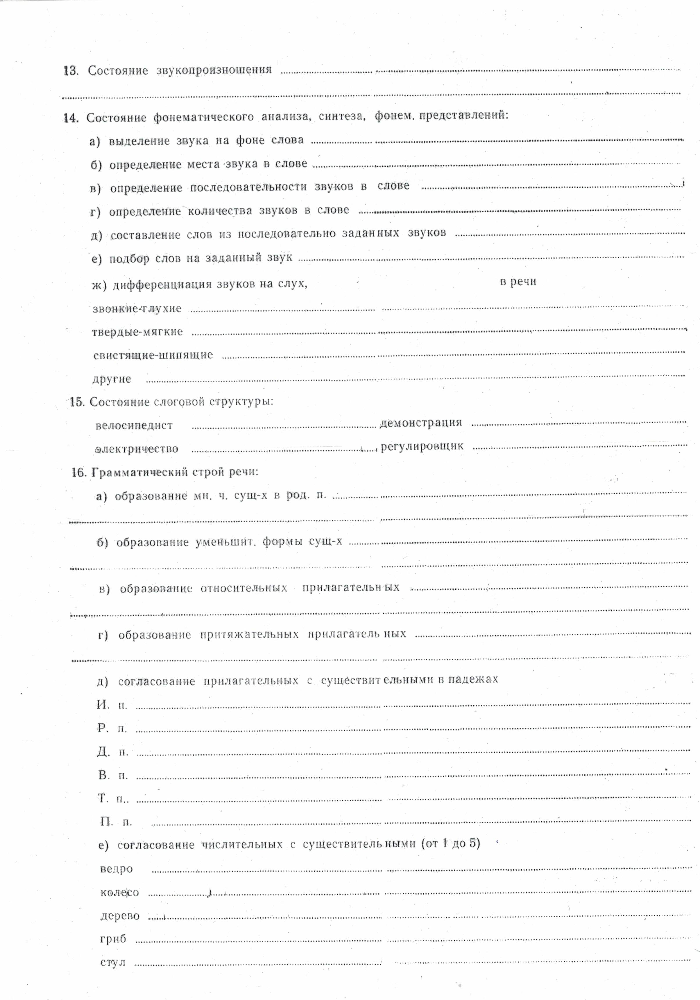 13. Состояние звукопроизношения
14. Состояние фонематического анализа, синтеза, фонем. представлений:
а) выделение звука на фоне слова
б) определение места звука в слове
в) определение последовательности звуков в слове
г) определение количества звуков в слове
д) составление слов из последовательно заданных звуков
е) подбор слов на заданный звук
ж) дифференциация звуков на слух, в речи
звонкие-глухие
твердые-мягкие
свистящие-шипящие
другие
15. Состояние слоговой структуры:
велосипедист демонстрация
электричество регулировщик
16. Грамматический строй речи:
а) образование мн. ч. сущ-х в род. п.
б) образование уменьшит. формы сущ-х
в) образование относительных прилагательных
г) образование притяжательных прилагательных
д) согласование прилагательных с существительными в падежах
И. п.
Р. п.
Д. п.
В. п.
Т. п..
П. п.
е) согласование числительных с существительными (от 1 до 5)
ведро
колесо
дерево
гриб
стул